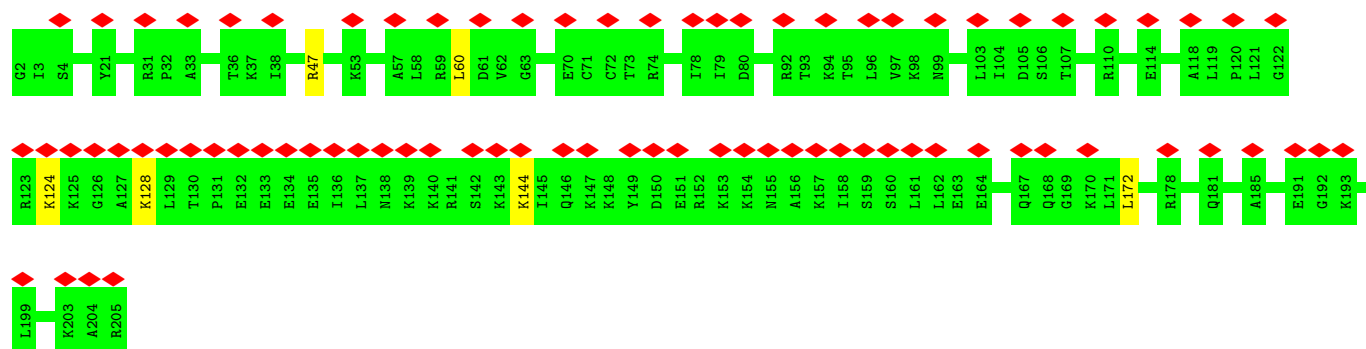 G2 I3 S4 Y21 R31 P32 A33 T36 K37 I38 R47 K53 A57 L58 R59 L60 D61 V62 G63 E70 C71 C72 T73 R74 I78 I79 D80 R92 T93 K94 T95 L96 V97 K98 N99 L103 I104 D105 S106 T107 R110 E114 A118 L119 P120 L121 G122
R123 K124 K125 G126 A127 K128 L129 T130 P131 E132 E133 E134 E135 I136 L137 N138 K139 K140 R141 S142 K143 K144 I145 Q146 K147 K148 Y149 D150 E151 R152 K153 K154 N155 A156 K157 I158 S159 S160 L161 L162 E163 E164 Q167 Q168 G169 K170 L171 L172 R178 Q181 A185 E191 G192 K193
L199 K203 A204 R205